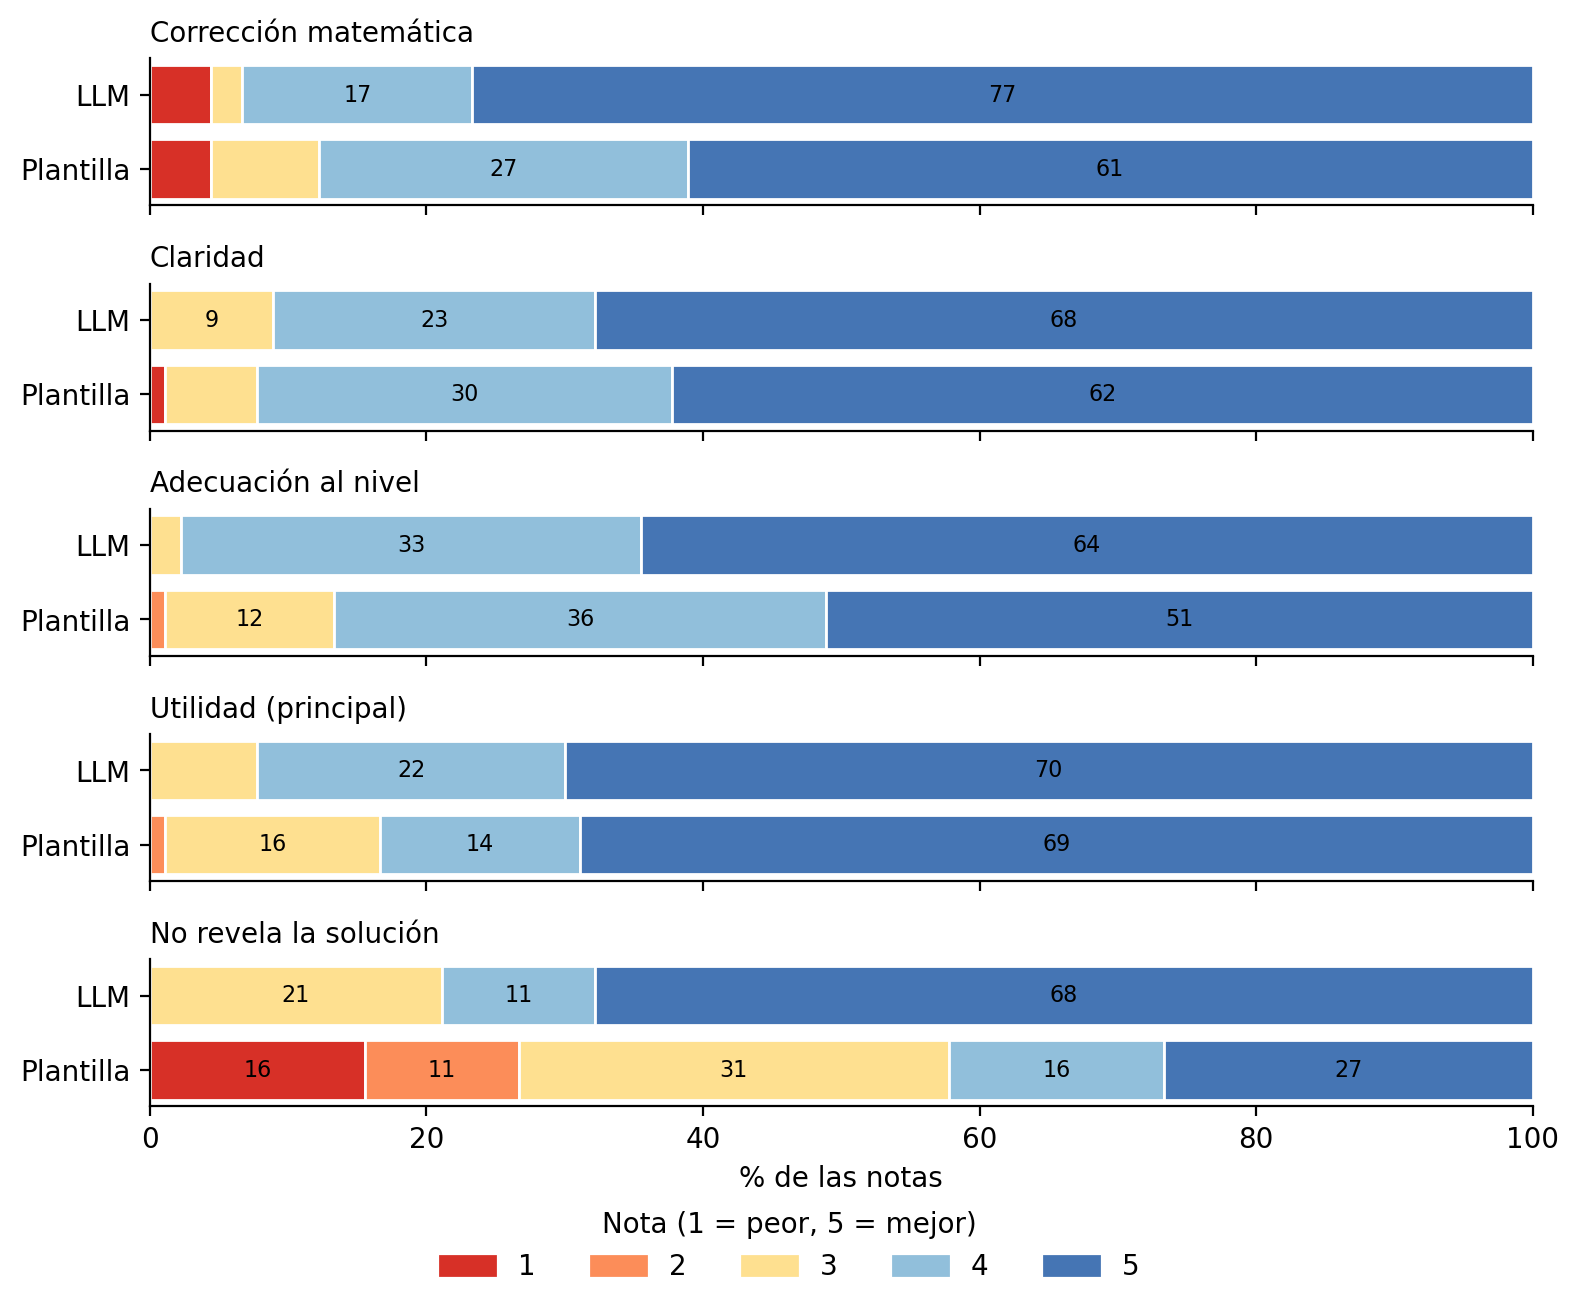 Corrección matemática
LLM 17 77
Plantilla 27 61
Claridad
LLM 9 23 68
Plantilla 30 62
Adecuación al nivel
LLM 33 64
Plantilla 12 36 51
Utilidad (principal)
LLM 22 70
Plantilla 16 14 69
No revela la solución
LLM 21 11 68
Plantilla 16 11 31 16 27
0 20 40 60 80 100
% de las notas
Nota (1 = peor, 5 = mejor)
1 2 3 4 5